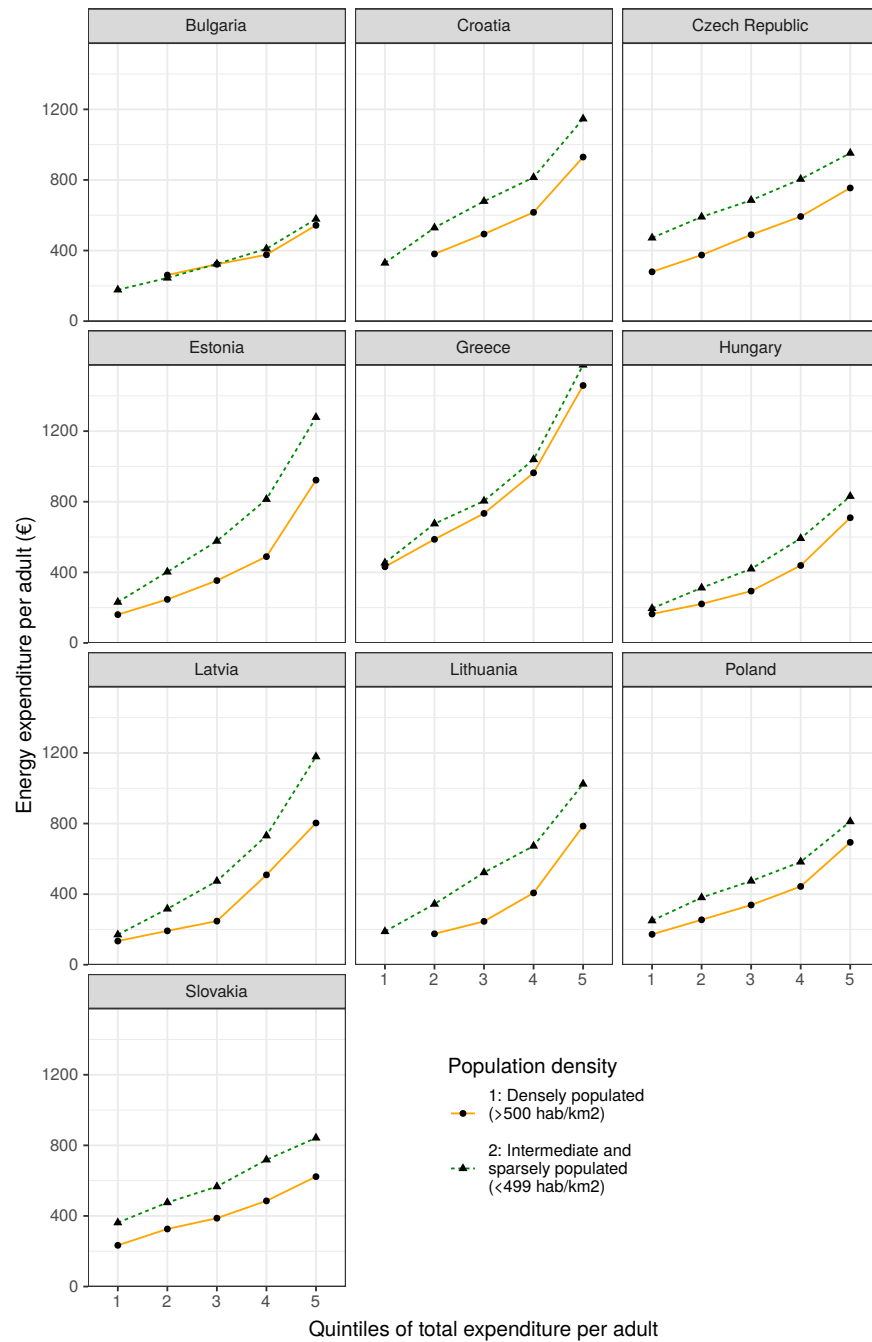 Bulgaria
Croatia
Czech Republic
1200
800
400
0
Estonia
Greece
Hungary
1200
800
400
0
Latvia
Lithuania
Poland
1200
800
400
0
1 2 3 4 5
1 2 3 4 5
Slovakia
1200
800
400
0
1 2 3 4 5
Energy expenditure per adult (€)
Quintiles of total expenditure per adult
Population density
1: Densely populated
(>500 hab/km2)
2: Intermediate and
sparsely populated
(<499 hab/km2)